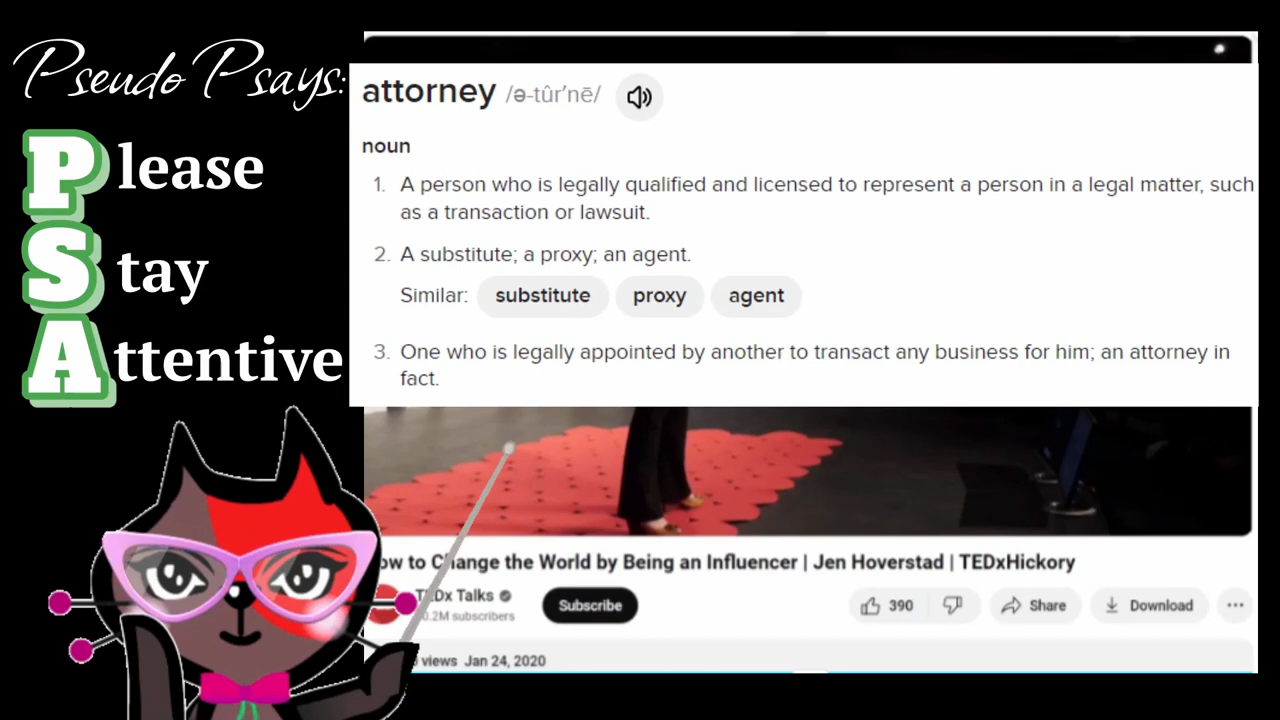 Pseudo Psays:
Please
Stay
Attentive
attorney /ə-tûr′nē/
noun
1. A person who is legally qualified and licensed to represent a person in a legal matter, such
as a transaction or lawsuit.
2. A substitute; a proxy; an agent.
Similar: substitute proxy agent
3. One who is legally appointed by another to transact any business for him; an attorney in
fact.
to Change the World by Being an Influencer | Jen Hoverstad | TEDxHickory
TEDx Talks
subscribers
Subscribe
390
Share
Download
views Jan 24, 2020